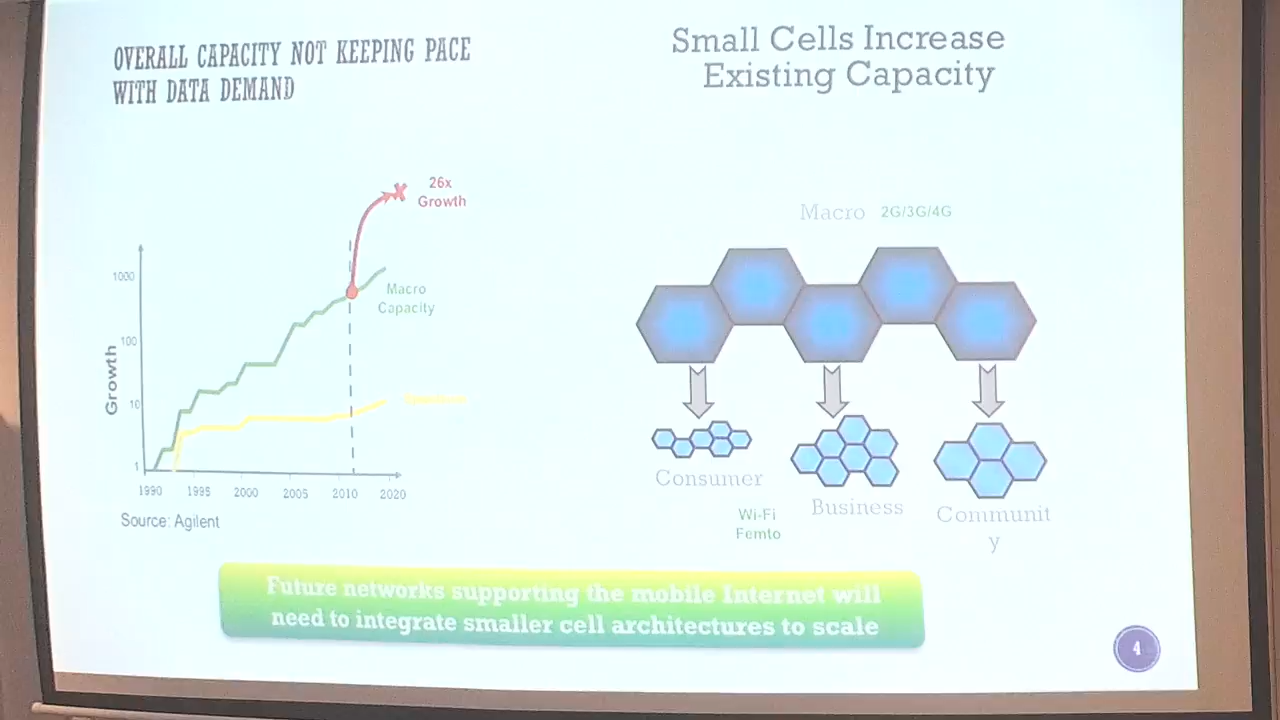 OVERALL CAPACITY NOT KEEPING PACE
WITH DATA DEMAND
Small Cells Increase
Existing Capacity
26x
Growth
Macro
Capacity
Growth
1000
100
10
1
1990
1995
2000
2005
2010
2020
Source: Agilent
Macro 2G/3G/4G
Consumer
Business
Communit
y
Wi-Fi
Femto
Future networks supporting the mobile Internet will
need to integrate smaller cell architectures to scale
4